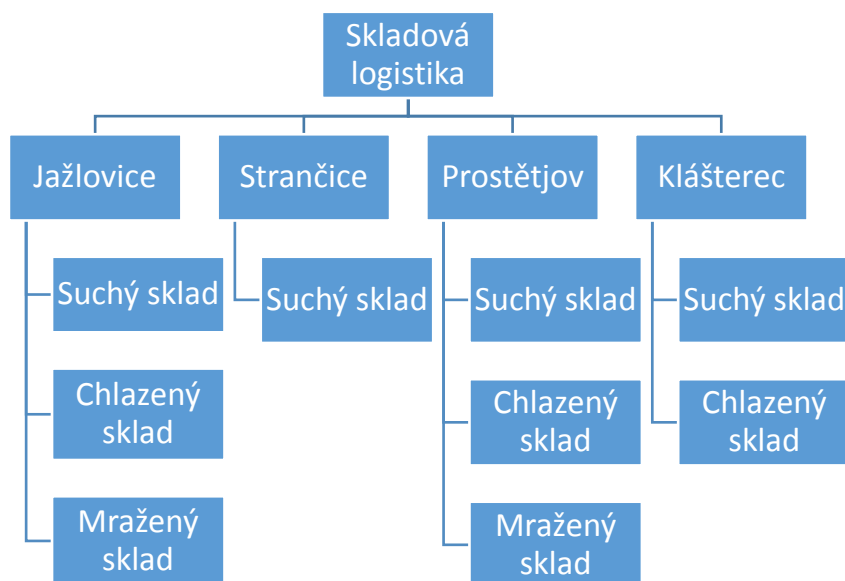 Skladová
logistika
Jažlovice
Strančice
Prostětjov
Klášterec
Suchý sklad
Suchý sklad
Suchý sklad
Suchý sklad
Chlazený
sklad
Chlazený
sklad
Chlazený
sklad
Mražený
sklad
Mražený
sklad